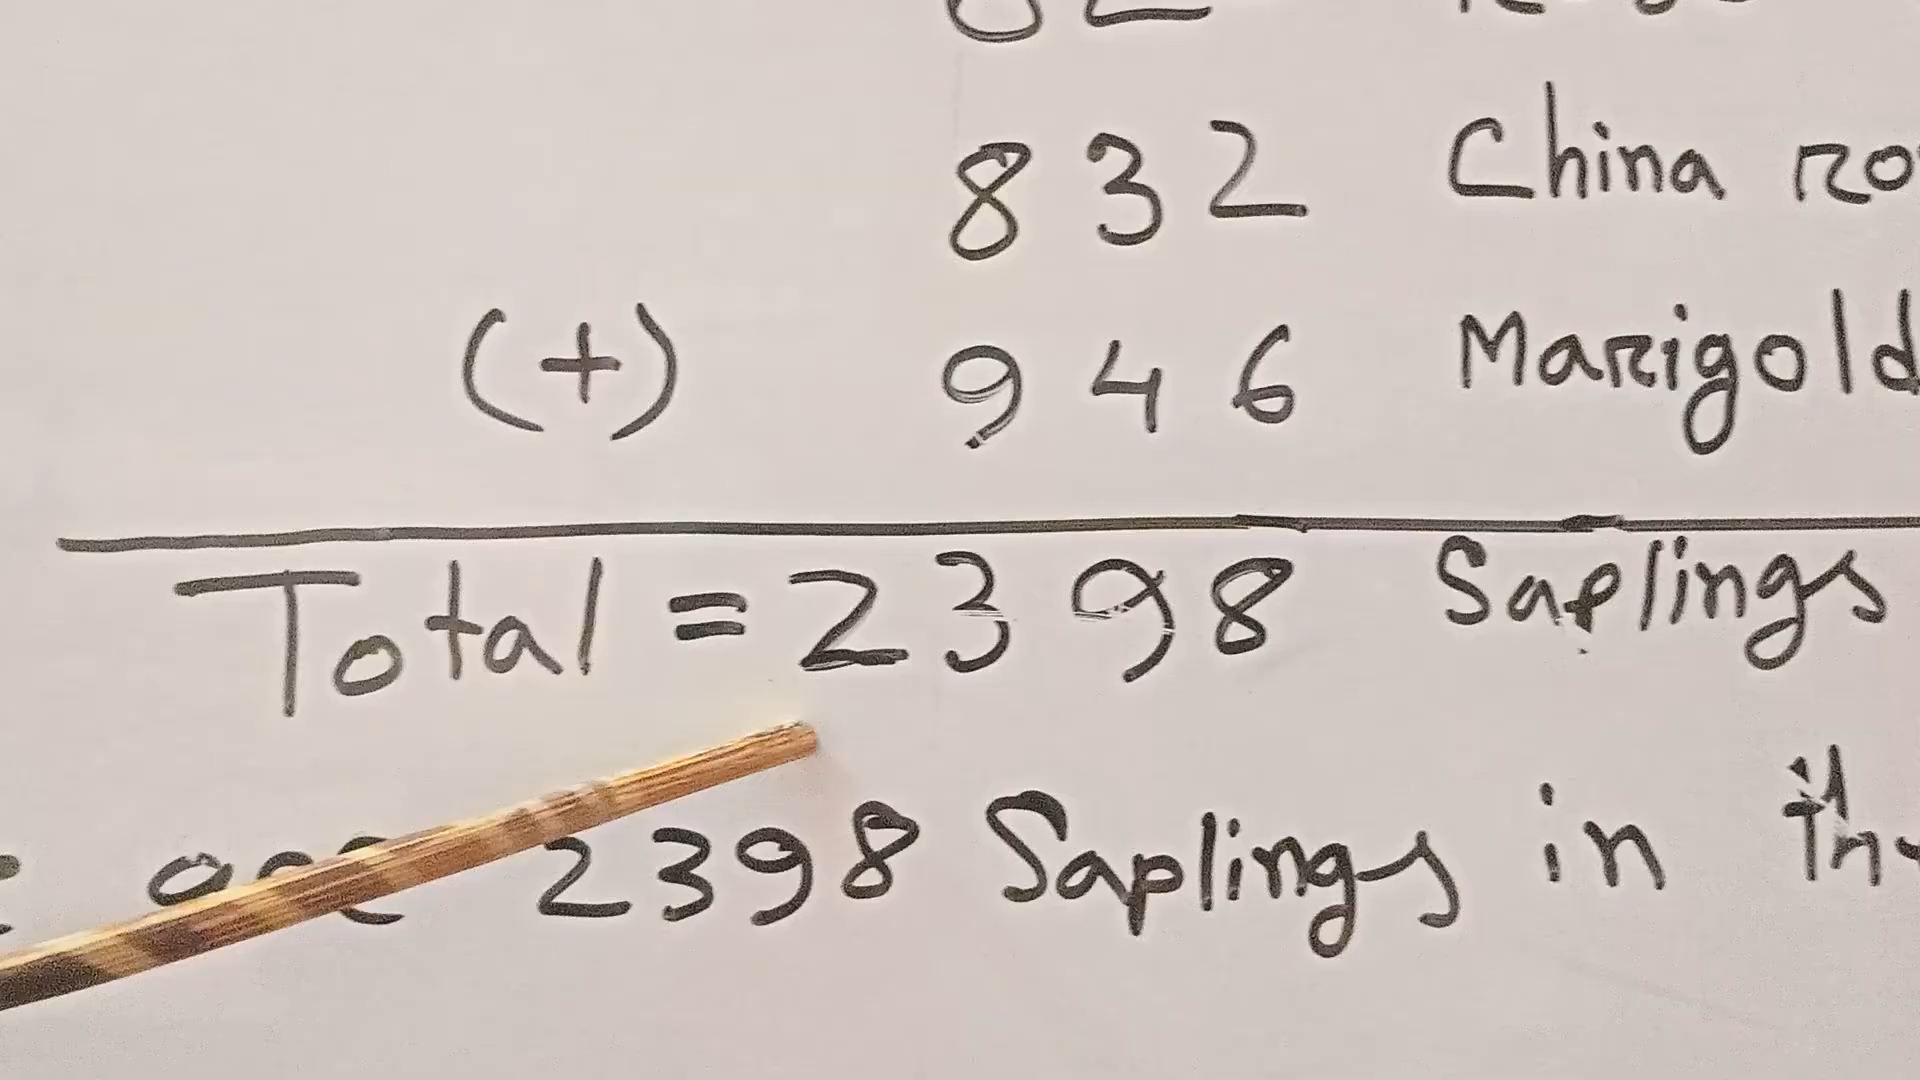 832 China
(+) 946 Marigold
Total = 2398 Saplings
2398 Saplings in